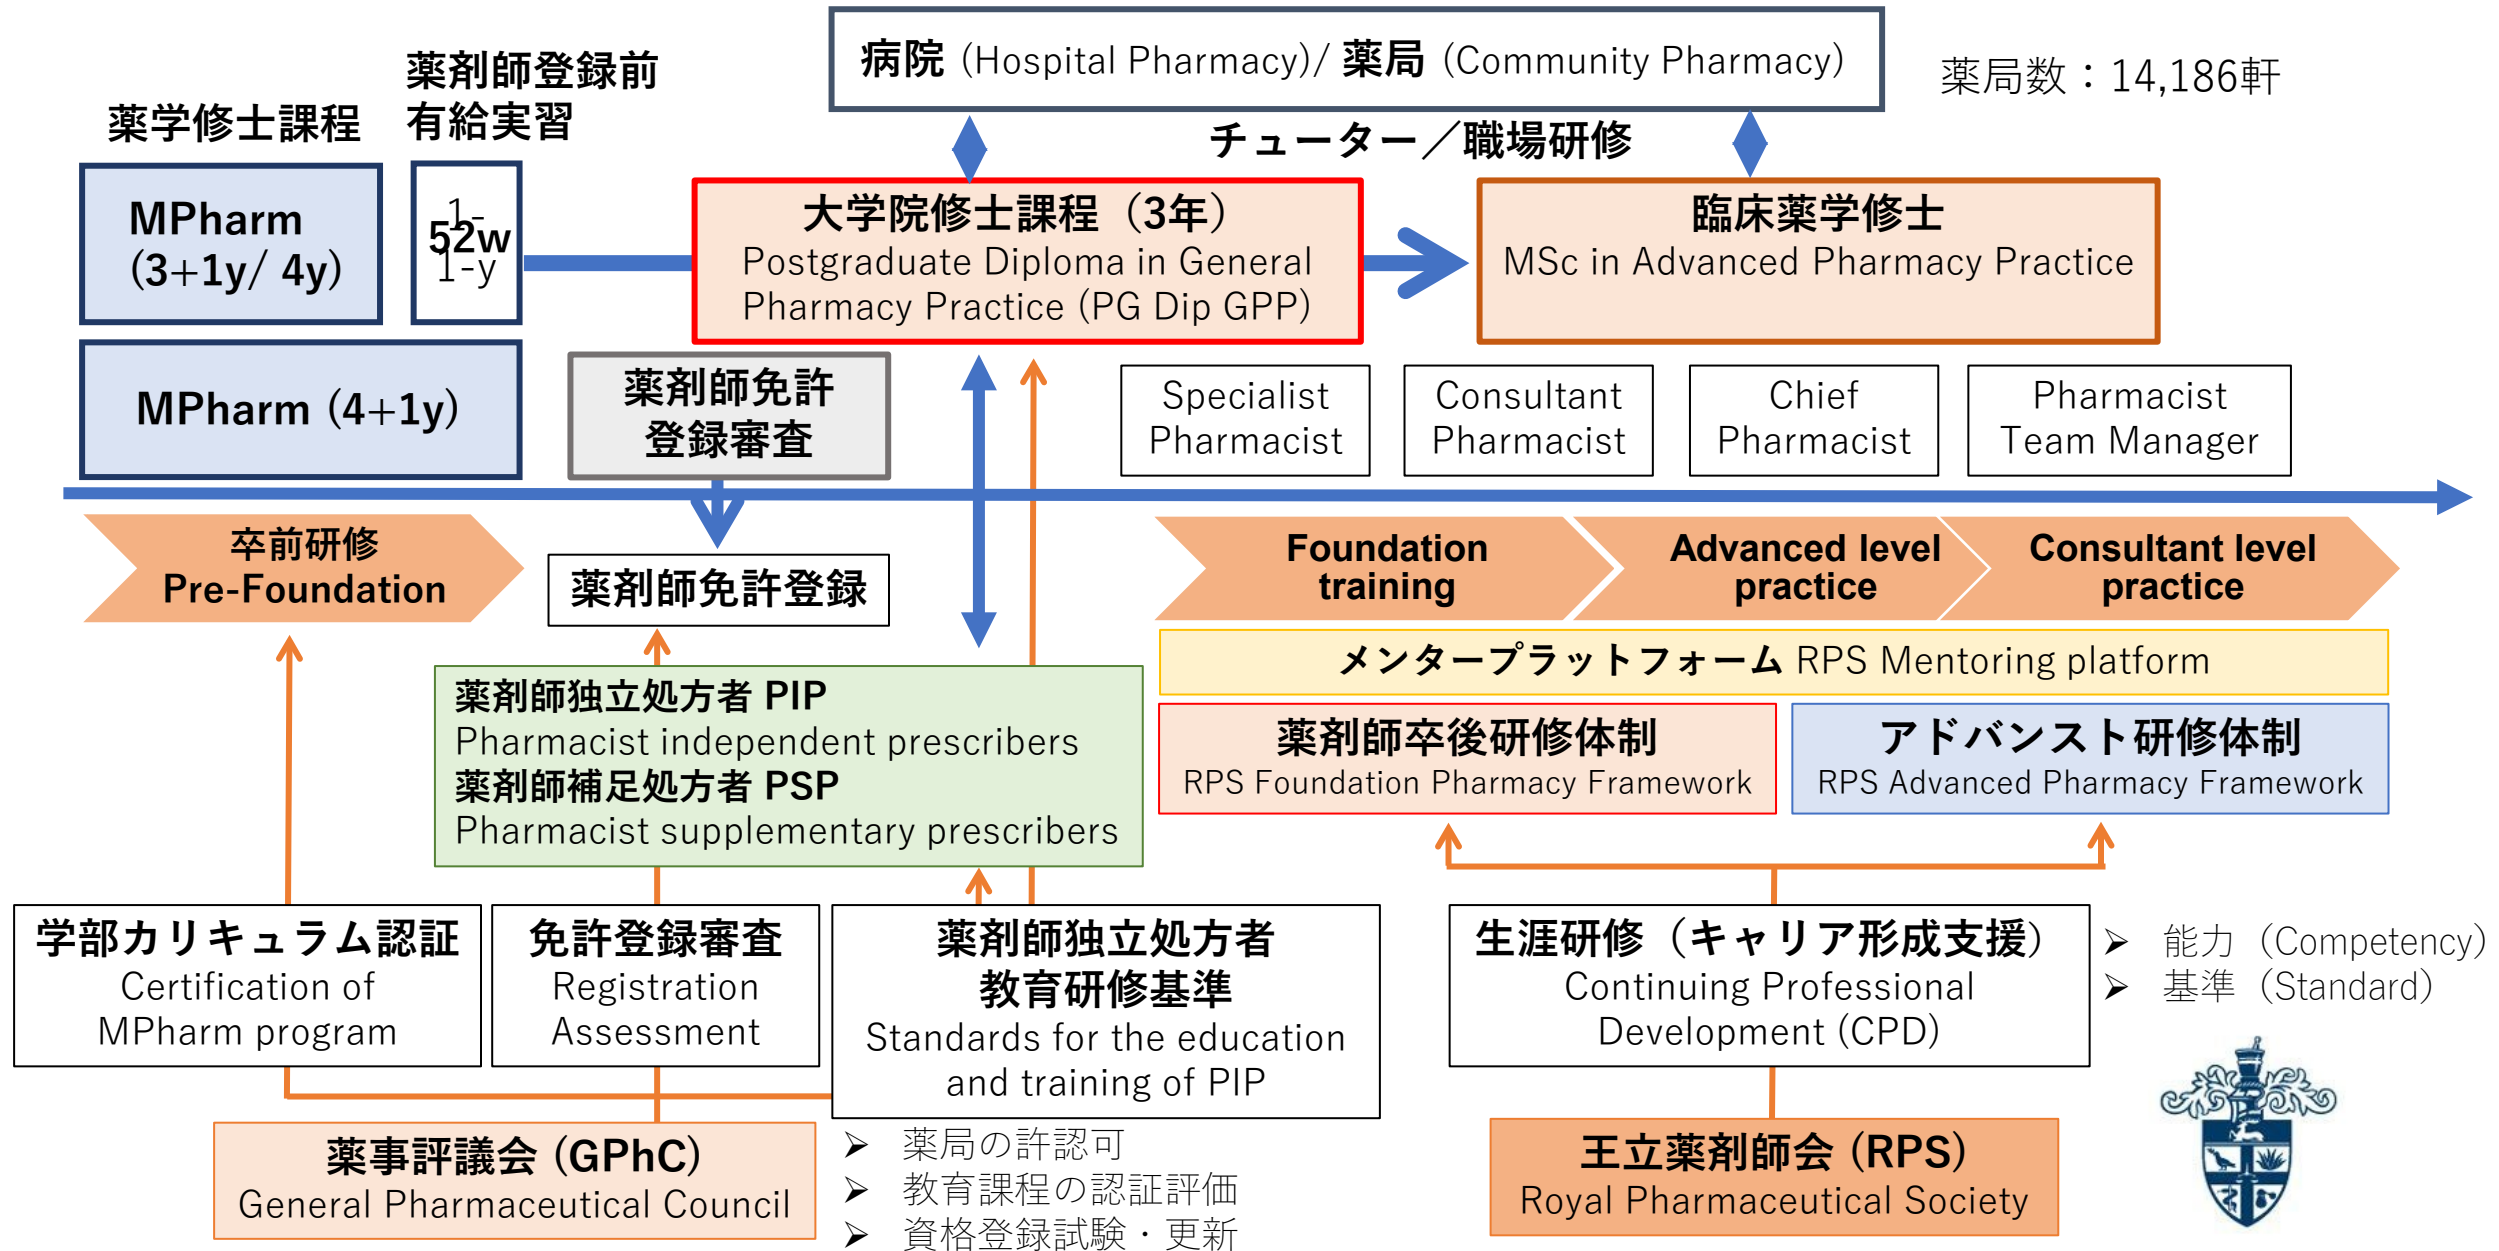 病院 (Hospital Pharmacy)/ 薬局 (Community Pharmacy)
薬局数：14,186軒
薬学修士課程
薬剤師登録前
有給実習
チューター／職場研修
MPharm
(3+1y/ 4y)
1-
52w
1-y
大学院修士課程（3年）
Postgraduate Diploma in General
Pharmacy Practice (PG Dip GPP)
臨床薬学修士
MSc in Advanced Pharmacy Practice
MPharm (4+1y)
薬剤師免許
登録審査
Specialist
Pharmacist
Consultant
Pharmacist
Chief
Pharmacist
Pharmacist
Team Manager
卒前研修
Pre-Foundation
薬剤師免許登録
Foundation
training
Advanced level
practice
Consultant level
practice
メンタープラットフォーム RPS Mentoring platform
薬剤師独立処方者 PIP
Pharmacist independent prescribers
薬剤師補足処方者 PSP
Pharmacist supplementary prescribers
薬剤師卒後研修体制
RPS Foundation Pharmacy Framework
アドバンスト研修体制
RPS Advanced Pharmacy Framework
学部カリキュラム認証
Certification of
MPharm program
免許登録審査
Registration
Assessment
薬剤師独立処方者
教育研修基準
Standards for the education
and training of PIP
生涯研修（キャリア形成支援）
Continuing Professional
Development (CPD)
➢ 能力（Competency）
➢ 基準（Standard）
薬事評議会 (GPhC)
General Pharmaceutical Council
➢ 薬局の許認可
➢ 教育課程の認証評価
➢ 資格登録試験・更新
王立薬剤師会 (RPS)
Royal Pharmaceutical Society